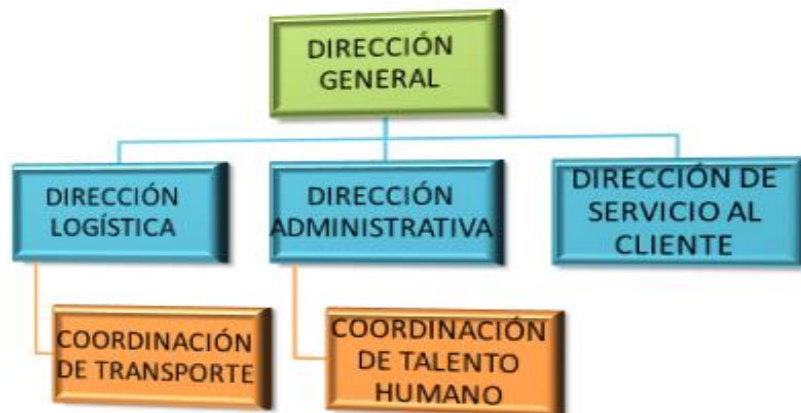 DIRECCIÓN
GENERAL
DIRECCIÓN
LOGÍSTICA
DIRECCIÓN
ADMINISTRATIVA
DIRECCIÓN DE
SERVICIO AL
CLIENTE
COORDINACIÓN
DE TRANSPORTE
COORDINACIÓN
DE TALENTO
HUMANO